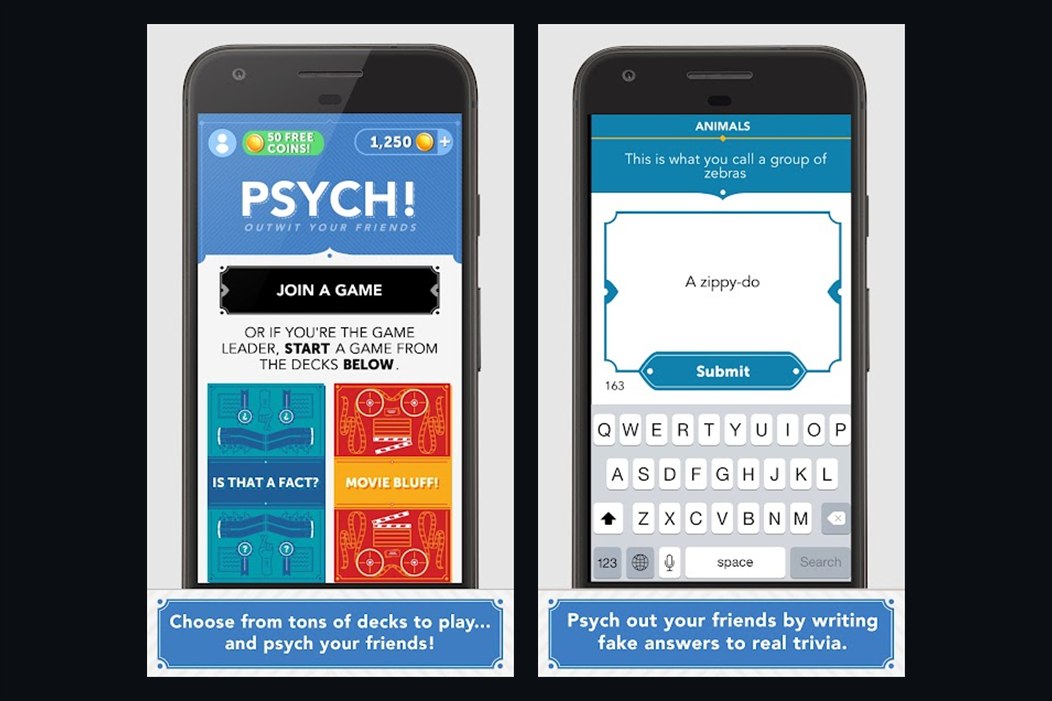 50 FREE
COINS!
1,250
+
PSYCH!
OUTWIT YOUR FRIENDS
JOIN A GAME
OR IF YOU'RE THE GAME
LEADER, START A GAME FROM
THE DECKS BELOW.
IS THAT A FACT?
MOVIE BLUFF!
? ?
Choose from tons of decks to play...
and psych your friends!
ANIMALS
This is what you call a group of
zebras
A zippy-do
Submit
163
Q W E R T Y U I O P
A S D F G H J K L
Z X C V B N M
123 space Search
Psych out your friends by writing
fake answers to real trivia.